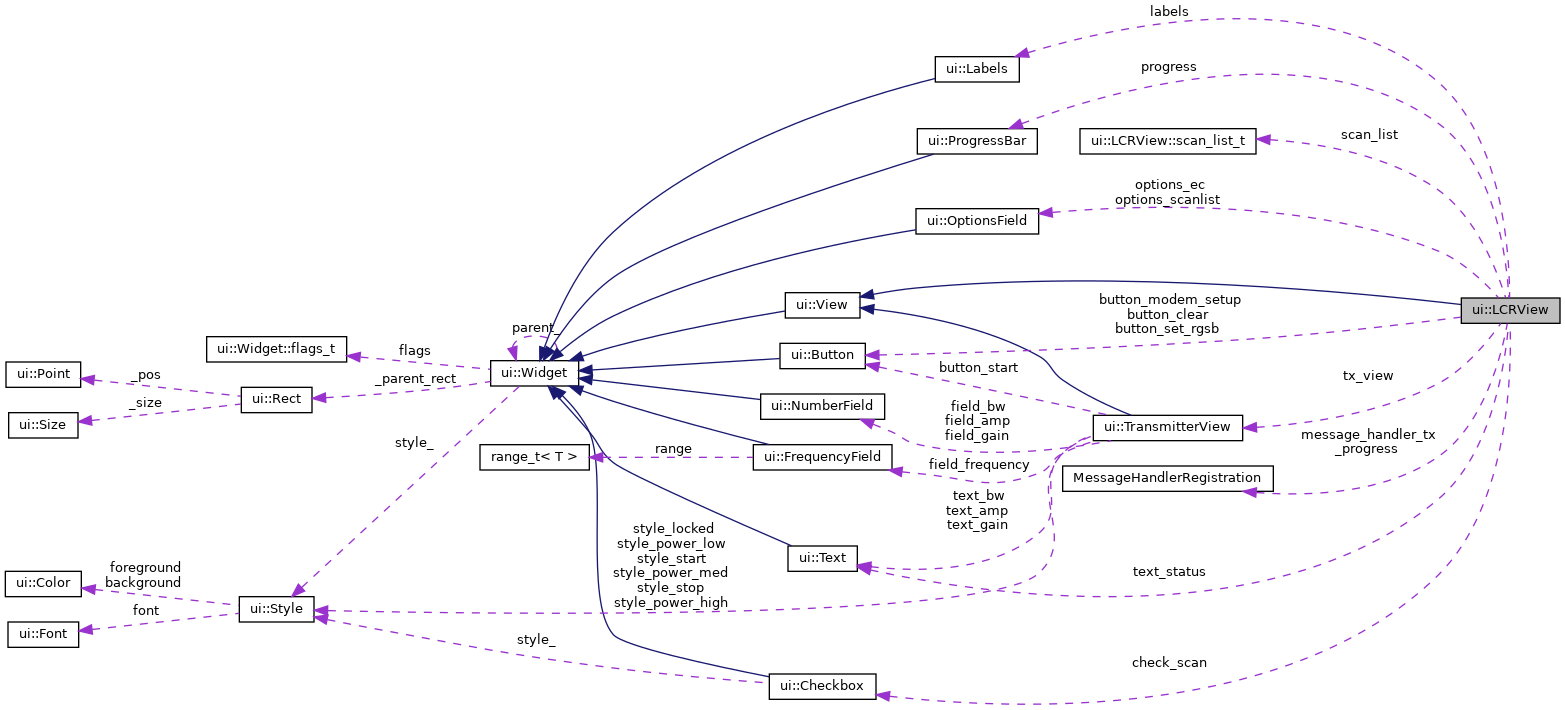 labels
ui::Labels
progress
ui::ProgressBar
ui::LCRView::scan_list_t
scan_list
options_ec
options_scanlist
ui::OptionsField
ui::View
button_modem_setup
button_clear
button_set_rgsb
ui::LCRView
parent_
ui::Widget::flags_t
flags
ui::Button
ui::Point
_pos
_parent_rect
ui::Widget
button_start
tx_view
ui::Rect
_size
ui::Size
ui::NumberField
field_bw
field_amp
field_gain
ui::TransmitterView
style_
range_t< T >
range
ui::FrequencyField
field_frequency
message_handler_tx
_progress
MessageHandlerRegistration
text_bw
text_amp
text_gain
style_locked
style_power_low
style_start
style_power_med
style_stop
style_power_high
ui::Text
text_status
foreground
background
ui::Color
font
ui::Style
ui::Font
style_
ui::Checkbox
check_scan